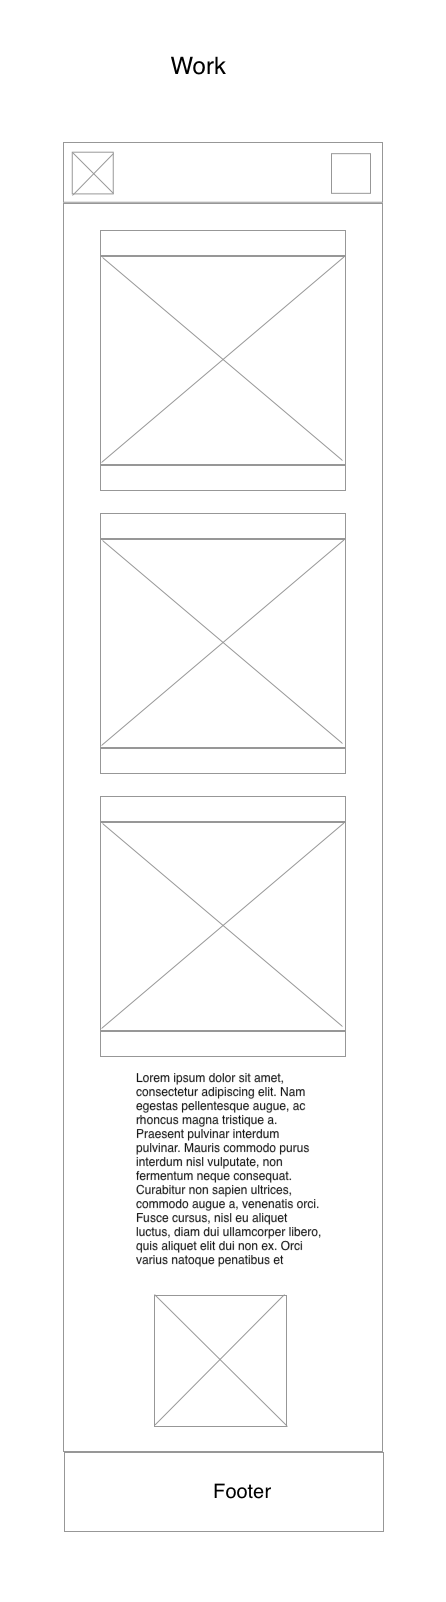 Work
Lorem ipsum dolor sit amet,
consectetur adipiscing elit. Nam
egestas pellentesque augue, ac
rhoncus magna tristique a.
Praesent pulvinar interdum
pulvinar. Mauris commodo purus
interdum nisl vulputate, non
fermentum neque consequat.
Curabitur non sapien ultrices,
commodo augue a, venenatis orci.
Fusce cursus, nisl eu aliquet
luctus, diam dui ullamcorper libero,
quis aliquet elit dui non ex. Orci
varius natoque penatibus et
Footer